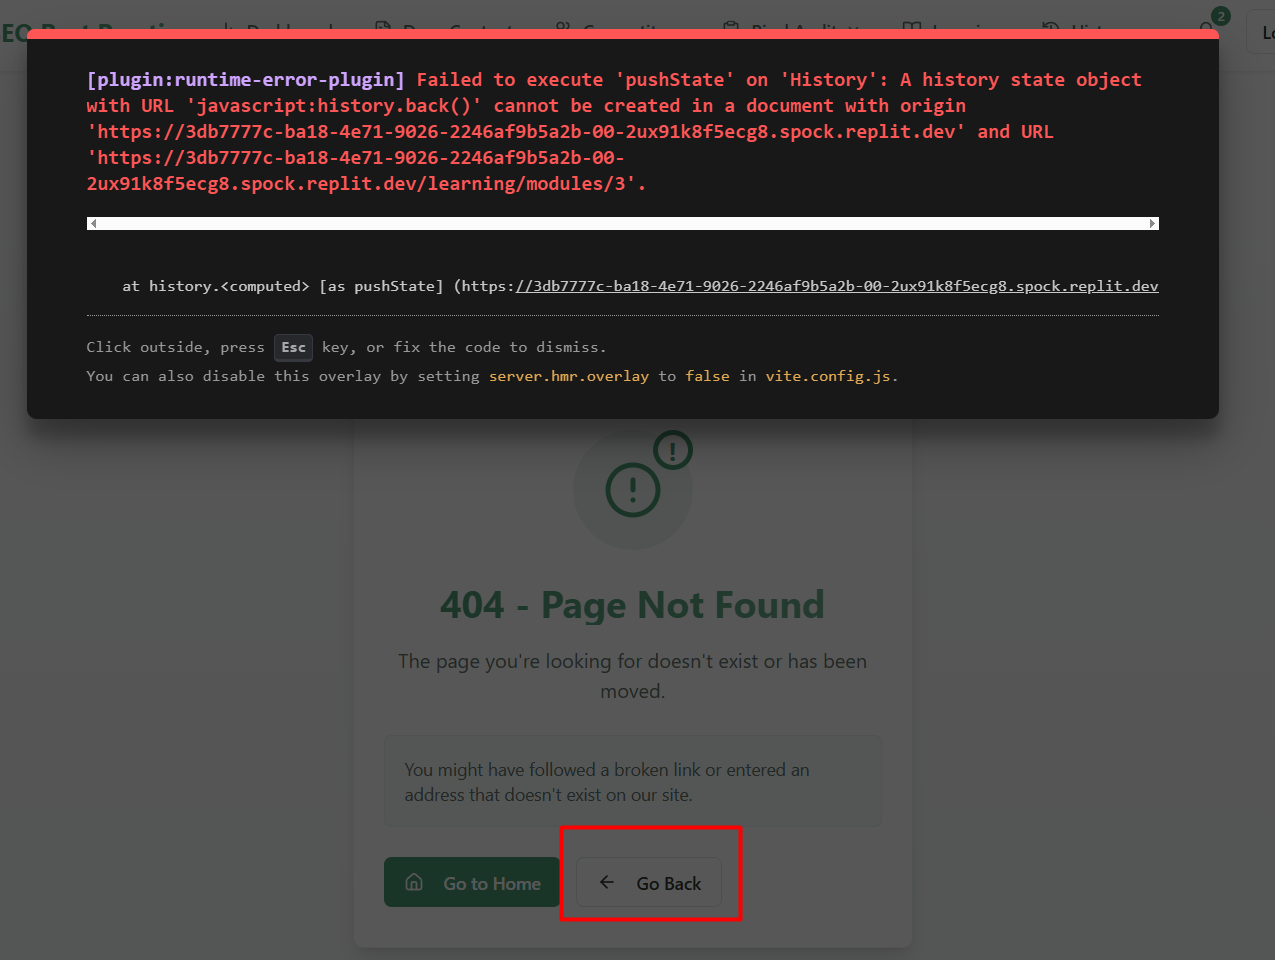 2
[plugin:runtime-error-plugin] Failed to execute 'pushState' on 'History': A history state object
with URL 'javascript:history.back()' cannot be created in a document with origin
'https://3db7777c-ba18-4e71-9026-2246af9b5a2b-00-2ux91k8f5ecg8.spock.replit.dev' and URL
'https://3db7777c-ba18-4e71-9026-2246af9b5a2b-00-
2ux91k8f5ecg8.spock.replit.dev/learning/modules/3'.
at history.<computed> [as pushState] (https://3db7777c-ba18-4e71-9026-2246af9b5a2b-00-2ux91k8f5ecg8.spock.replit.dev
Click outside, press Esc key, or fix the code to dismiss.
You can also disable this overlay by setting server.hmr.overlay to false in vite.config.js.
404 - Page Not Found
The page you're looking for doesn't exist or has been
moved.
You might have followed a broken link or entered an
address that doesn't exist on our site.
Go to Home
Go Back